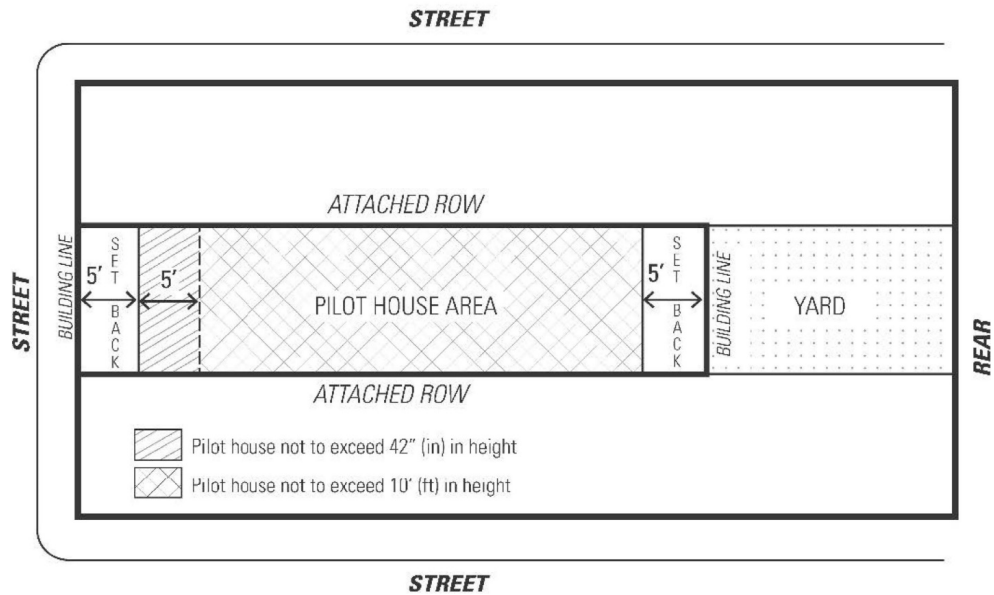 STREET
ATTACHED ROW
STREET
BUILDING LINE
5’
SET BACK
5’
PILOT HOUSE AREA
5’
SET BACK
BUILDING LINE
YARD
REAR
ATTACHED ROW
Pilot house not to exceed 42” (in) in height
Pilot house not to exceed 10’ (ft) in height
STREET